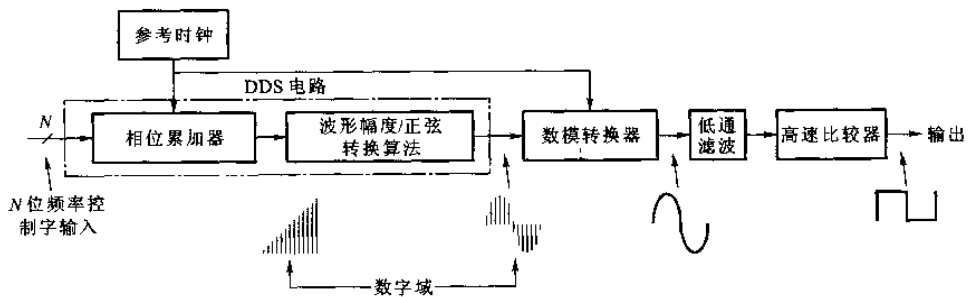 参考时钟
DDS 电路
N
相位累加器
波形幅度/正弦
转换算法
数模转换器
低通
滤波
高速比较器
输出
N 位频率控
制字输入
数字域